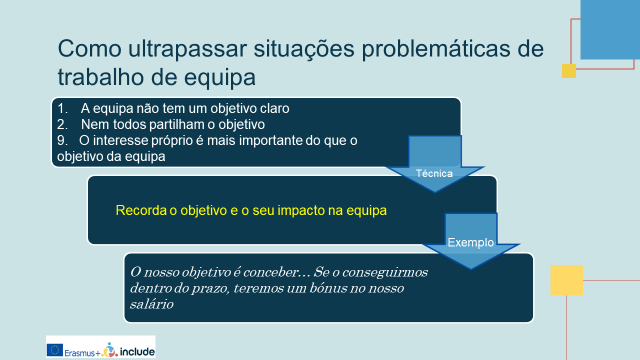 Como ultrapassar situações problemáticas de
trabalho de equipa
1. A equipa não tem um objetivo claro
2. Nem todos partilham o objetivo
9. O interesse próprio é mais importante do que o
objetivo da equipa
Técnica
Recorda o objetivo e o seu impacto na equipa
Exemplo
O nosso objetivo é conceber… Se o conseguirmos
dentro do prazo, teremos um bónus no nosso
salário
Erasmus+ include